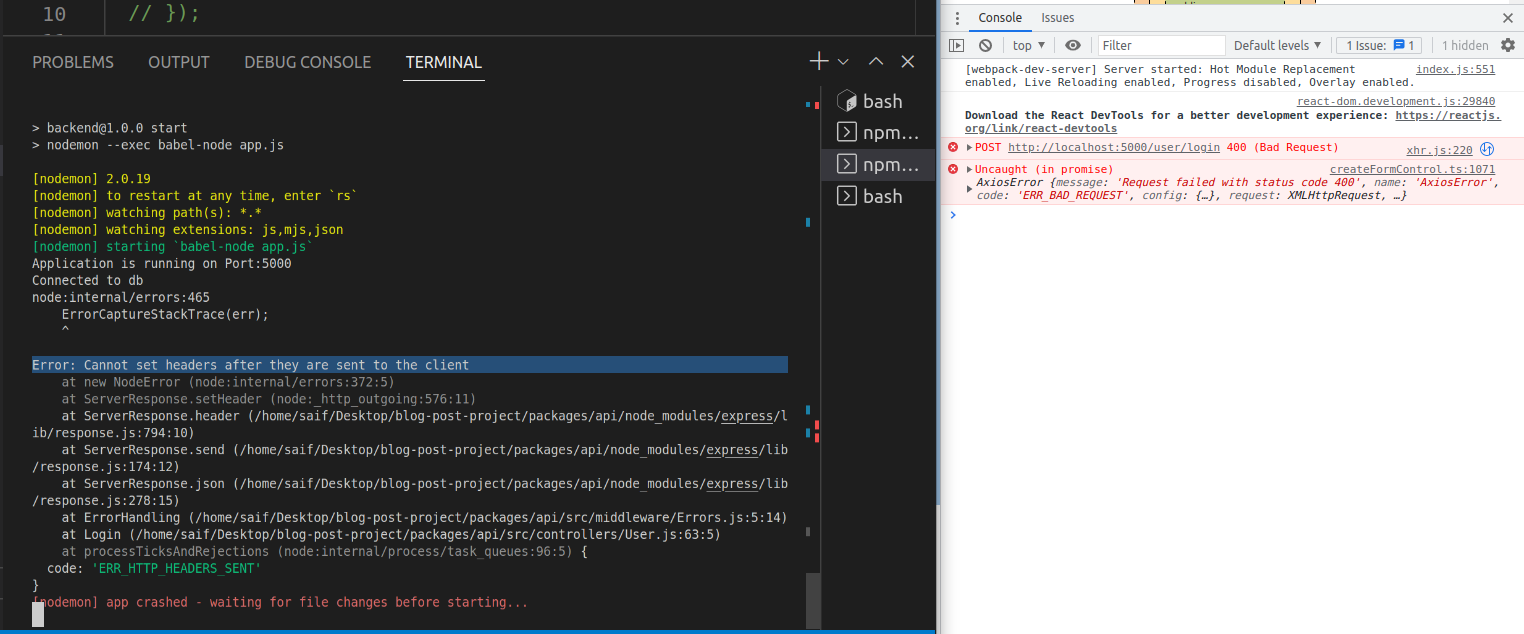 10 // });
PROBLEMS OUTPUT DEBUG CONSOLE TERMINAL
> backend@1.0.0 start
> nodemon --exec babel-node app.js
[nodemon] 2.0.19
[nodemon] to restart at any time, enter `rs`
[nodemon] watching path(s): *.*
[nodemon] watching extensions: js,mjs,json
[nodemon] starting `babel-node app.js`
Application is running on Port:5000
Connected to db
node:internal/errors:465
ErrorCaptureStackTrace(err);
^
Error: Cannot set headers after they are sent to the client
at new NodeError (node:internal/errors:372:5)
at ServerResponse.setHeader (node:_http_outgoing:576:11)
at ServerResponse.header (/home/saif/Desktop/blog-post-project/packages/api/node_modules/express/l
ib/response.js:794:10)
at ServerResponse.send (/home/saif/Desktop/blog-post-project/packages/api/node_modules/express/lib
/response.js:174:12)
at ServerResponse.json (/home/saif/Desktop/blog-post-project/packages/api/node_modules/express/lib
/response.js:278:15)
at ErrorHandling (/home/saif/Desktop/blog-post-project/packages/api/src/middleware/Errors.js:5:14)
at Login (/home/saif/Desktop/blog-post-project/packages/api/src/controllers/User.js:63:5)
at processTicksAndRejections (node:internal/process/task_queues:96:5) {
code: 'ERR_HTTP_HEADERS_SENT'
}
[nodemon] app crashed - waiting for file changes before starting...
bash
npm...
npm...
bash
Console Issues
top Filter Default levels 1 Issue: 1 1 hidden
[webpack-dev-server] Server started: Hot Module Replacement index.js:551
enabled, Live Reloading enabled, Progress disabled, Overlay enabled.
react-dom.development.js:29840
Download the React DevTools for a better development experience: https://reactjs.
org/link/react-devtools
POST http://localhost:5000/user/login 400 (Bad Request) xhr.js:220
Uncaught (in promise) createFormControl.ts:1071
AxiosError {message: 'Request failed with status code 400', name: 'AxiosError',
code: 'ERR_BAD_REQUEST', config: {…}, request: XMLHttpRequest, …}